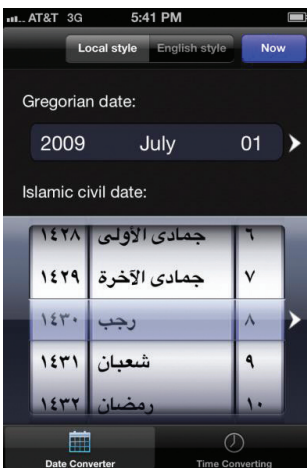 AT&T 3G 5:41 PM
Local style English style Now
Gregorian date:
2009 July 01
Islamic civil date:
١٤٢٨ جمادى الأولى ٦
١٤٢٩ جمادى الآخرة ٧
١٤٣٠ رجب ٨
١٤٣١ شعبان ٩
١٤٣٢ رمضان ١٠
Date Converter Time Converting